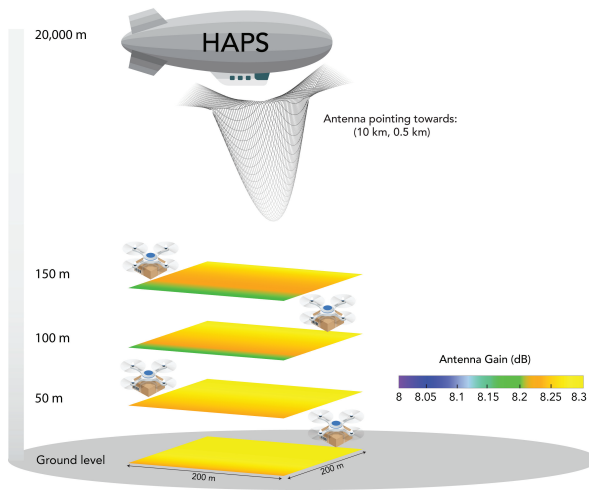 20,000 m
HAPS
Antenna pointing towards:
(10 km, 0.5 km)
150 m
100 m
50 m
Antenna Gain (dB)
8 8.05 8.1 8.15 8.2 8.25 8.3
Ground level
200 m
200 m